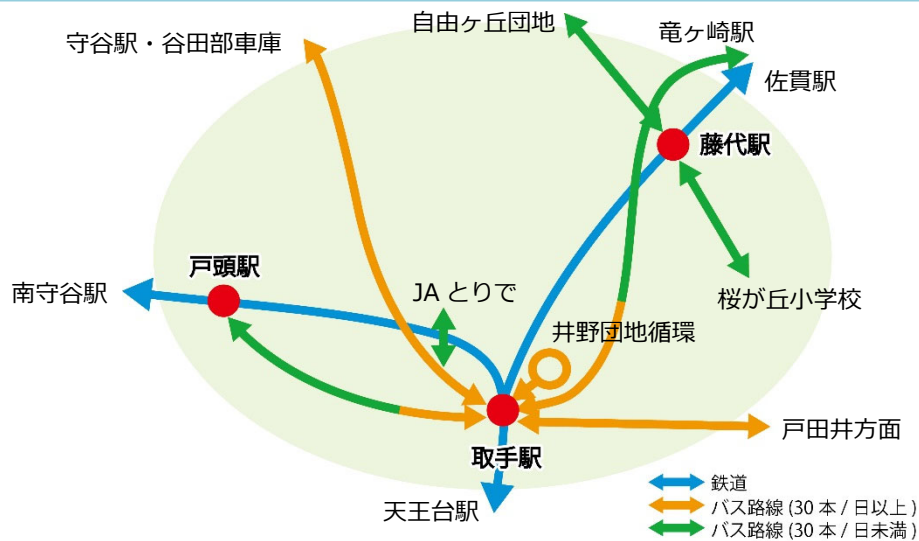 自由ヶ丘団地
竜ヶ崎駅
守谷駅・谷田部車庫
佐貫駅
藤代駅
戸頭駅
南守谷駅
JA とりで
桜が丘小学校
井野団地循環
戸田井方面
取手駅
天王台駅
鉄道
バス路線 (30 本 / 日以上 )
バス路線 (30 本 / 日未満 )